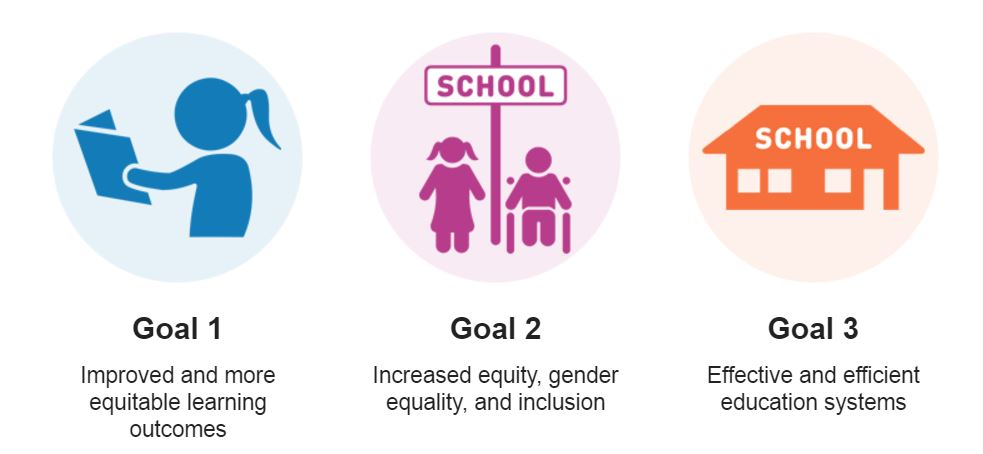 SCHOOL
SCHOOL
Goal 1
Improved and more
equitable learning
outcomes
Goal 2
Increased equity, gender
equality, and inclusion
Goal 3
Effective and efficient
education systems